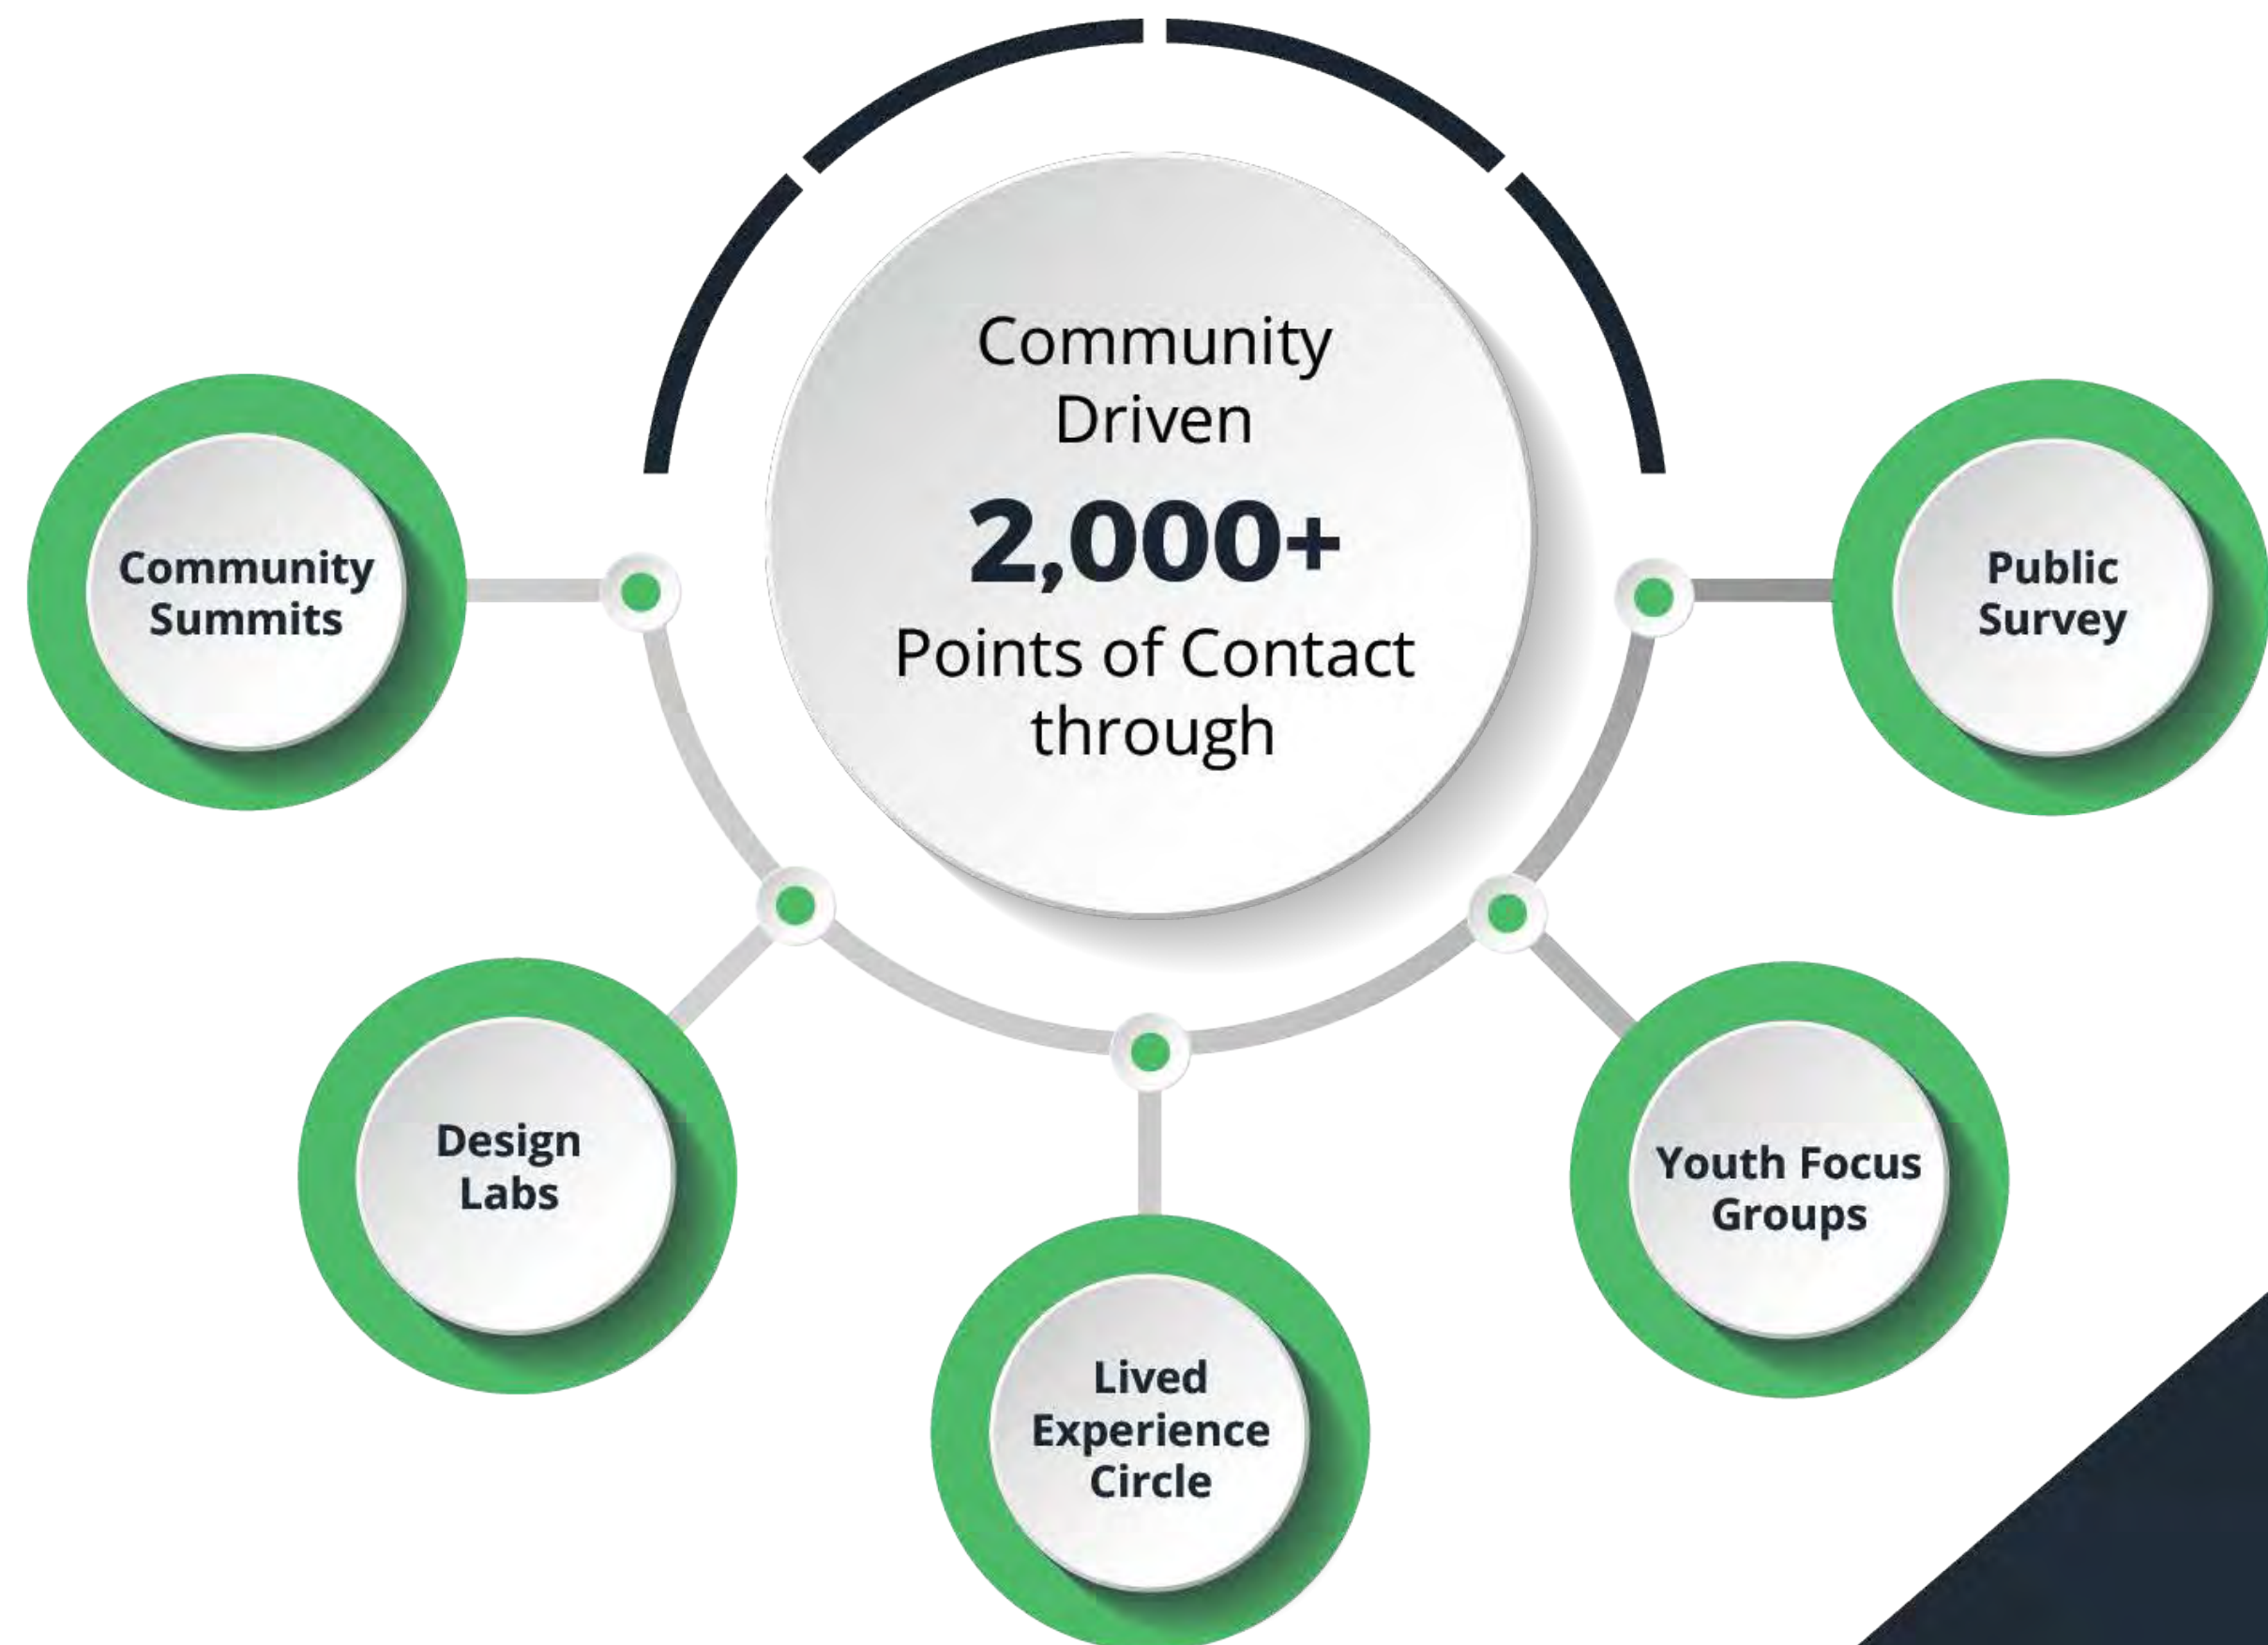 Community
Driven
2,000+
Points of Contact
through
Community
Summits
Design
Labs
Lived
Experience
Circle
Youth Focus
Groups
Public
Survey